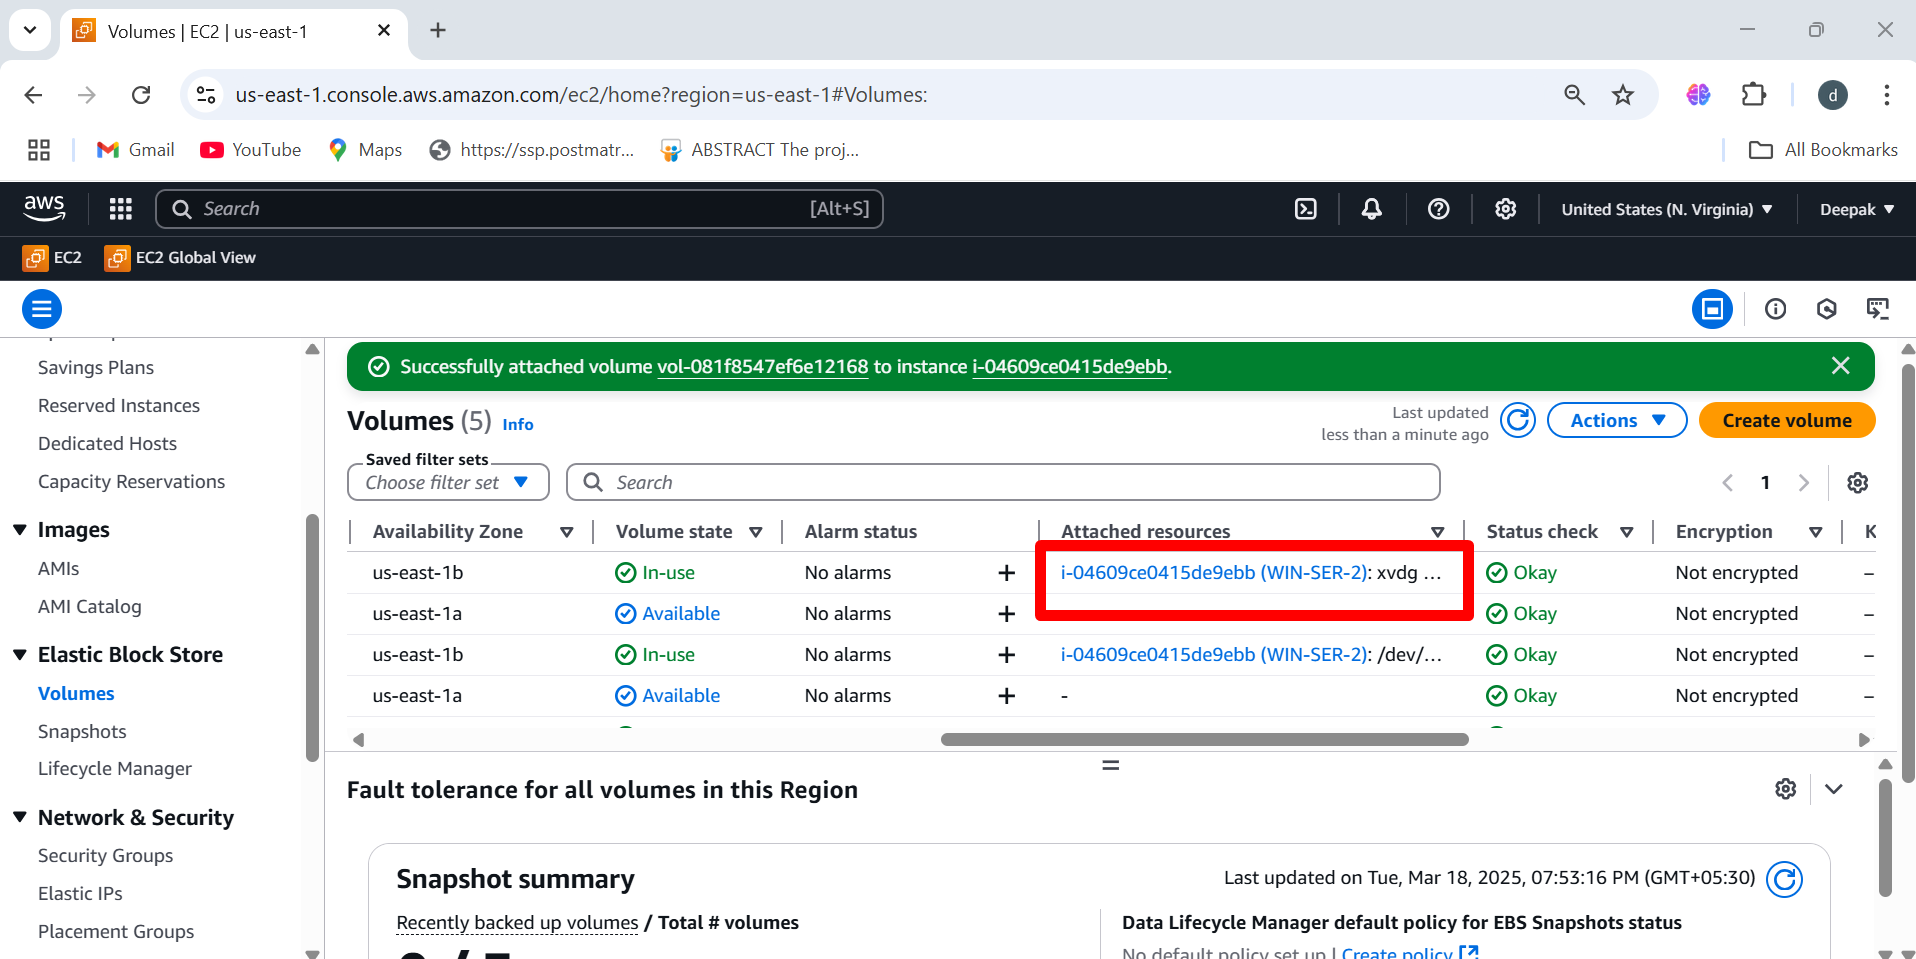 Volumes | EC2 | us-east-1
us-east-1.console.aws.amazon.com/ec2/home?region=us-east-1#Volumes:
d
Gmail
YouTube
Maps
https://ssp.postmatr...
ABSTRACT The proj...
All Bookmarks
aws
Search
[Alt+S]
United States (N. Virginia)
Deepak
EC2
EC2 Global View
Savings Plans
Reserved Instances
Dedicated Hosts
Capacity Reservations
Images
AMIs
AMI Catalog
Elastic Block Store
Volumes
Snapshots
Lifecycle Manager
Network & Security
Security Groups
Elastic IPs
Placement Groups
Successfully attached volume vol-081f8547ef6e12168 to instance i-04609ce0415de9ebb.
Volumes (5) Info
Last updated
less than a minute ago
Actions
Create volume
Saved filter sets
Choose filter set
Search
1
Availability Zone Volume state Alarm status Attached resources Status check Encryption K
us-east-1b In-use No alarms + i-04609ce0415de9ebb (WIN-SER-2): xvdg ... Okay Not encrypted –
us-east-1a Available No alarms + Okay Not encrypted –
us-east-1b In-use No alarms + i-04609ce0415de9ebb (WIN-SER-2): /dev/... Okay Not encrypted –
us-east-1a Available No alarms + - Okay Not encrypted –
Fault tolerance for all volumes in this Region
Snapshot summary
Last updated on Tue, Mar 18, 2025, 07:53:16 PM (GMT+05:30)
Recently backed up volumes / Total # volumes
Data Lifecycle Manager default policy for EBS Snapshots status
No default policy set up | Create policy